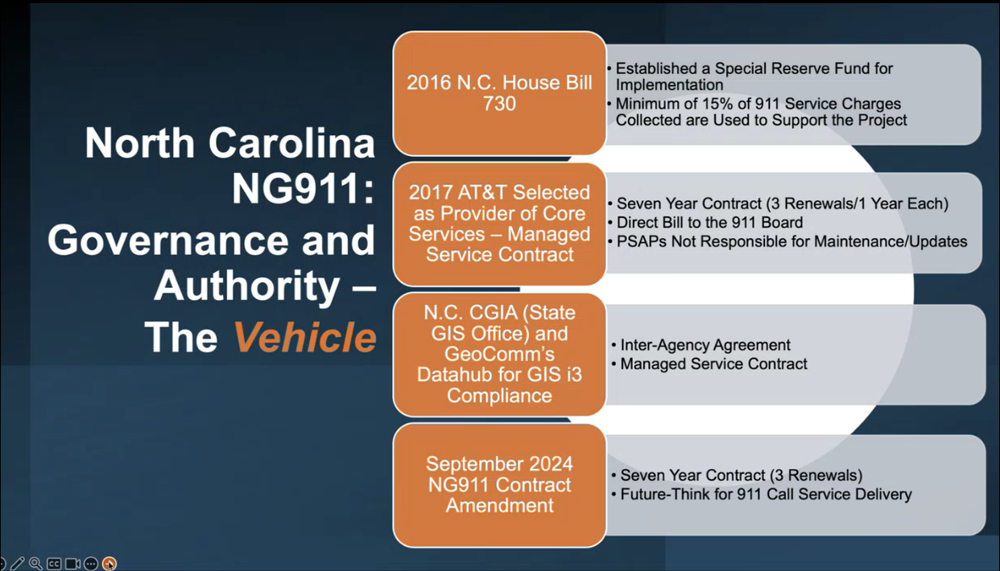 North Carolina
NG911:
Governance and
Authority –
The Vehicle
2016 N.C. House Bill
730
• Established a Special Reserve Fund for
Implementation
• Minimum of 15% of 911 Service Charges
Collected are Used to Support the Project
2017 AT&T Selected
as Provider of Core
Services – Managed
Service Contract
• Seven Year Contract (3 Renewals/1 Year Each)
• Direct Bill to the 911 Board
• PSAPs Not Responsible for Maintenance/Updates
N.C. CGIA (State
GIS Office) and
GeoComm's
Datahub for GIS i3
Compliance
• Inter-Agency Agreement
• Managed Service Contract
September 2024
NG911 Contract
Amendment
• Seven Year Contract (3 Renewals)
• Future-Think for 911 Call Service Delivery
CC